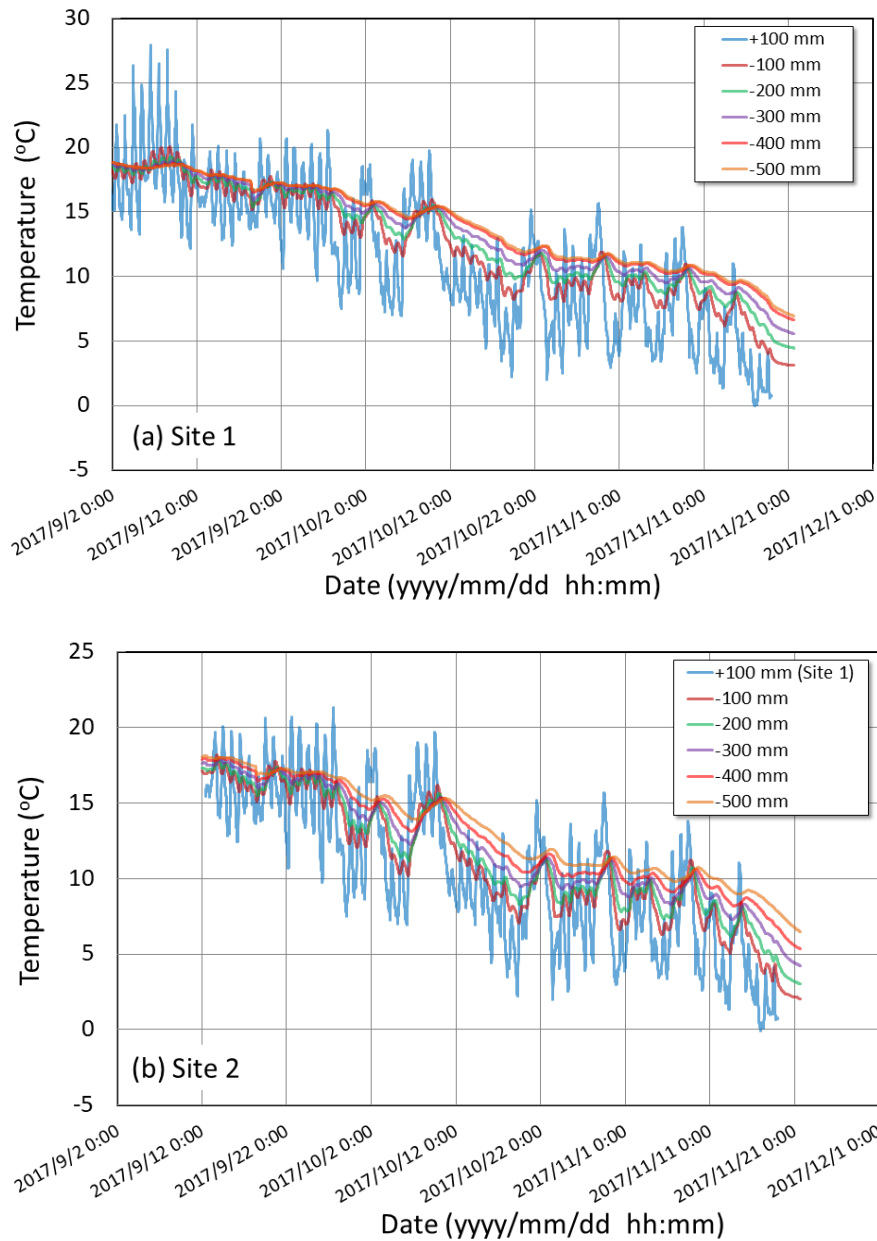 30
25
20
15
10
5
0
-5
Temperature (°C)
+100 mm
-100 mm
-200 mm
-300 mm
-400 mm
-500 mm
(a) Site 1
2017/9/2 0:00
2017/9/12 0:00
2017/9/22 0:00
2017/10/2 0:00
2017/10/12 0:00
2017/10/22 0:00
2017/11/1 0:00
2017/11/11 0:00
2017/11/21 0:00
2017/12/1 0:00
Date (yyyy/mm/dd hh:mm)
25
20
15
10
5
0
-5
Temperature (°C)
+100 mm (Site 1)
-100 mm
-200 mm
-300 mm
-400 mm
-500 mm
(b) Site 2
2017/9/2 0:00
2017/9/12 0:00
2017/9/22 0:00
2017/10/2 0:00
2017/10/12 0:00
2017/10/22 0:00
2017/11/1 0:00
2017/11/11 0:00
2017/11/21 0:00
2017/12/1 0:00
Date (yyyy/mm/dd hh:mm)